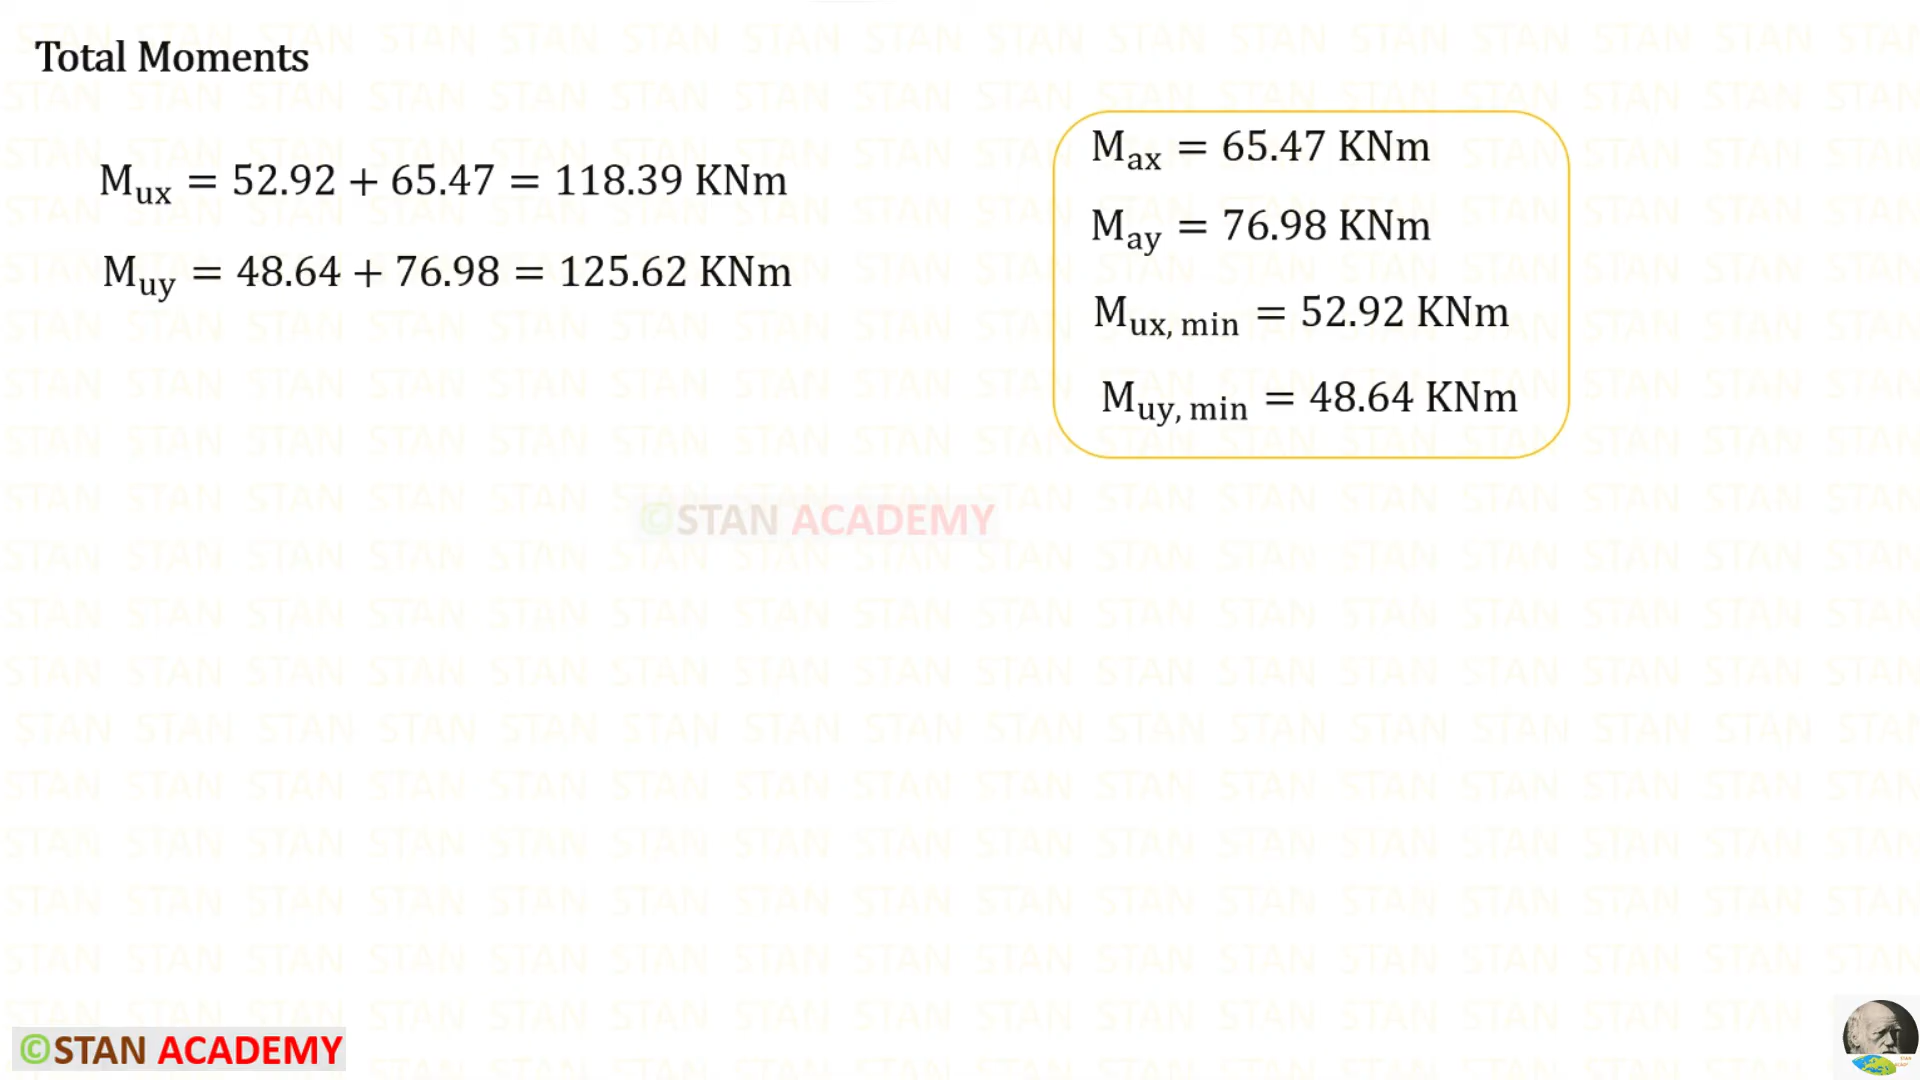 Total Moments
Mux = 52.92 + 65.47 = 118.39 KNm
Muy = 48.64 + 76.98 = 125.62 KNm
Max = 65.47 KNm
May = 76.98 KNm
Mux, min = 52.92 KNm
Muy, min = 48.64 KNm
©STAN ACADEMY
©STAN ACADEMY